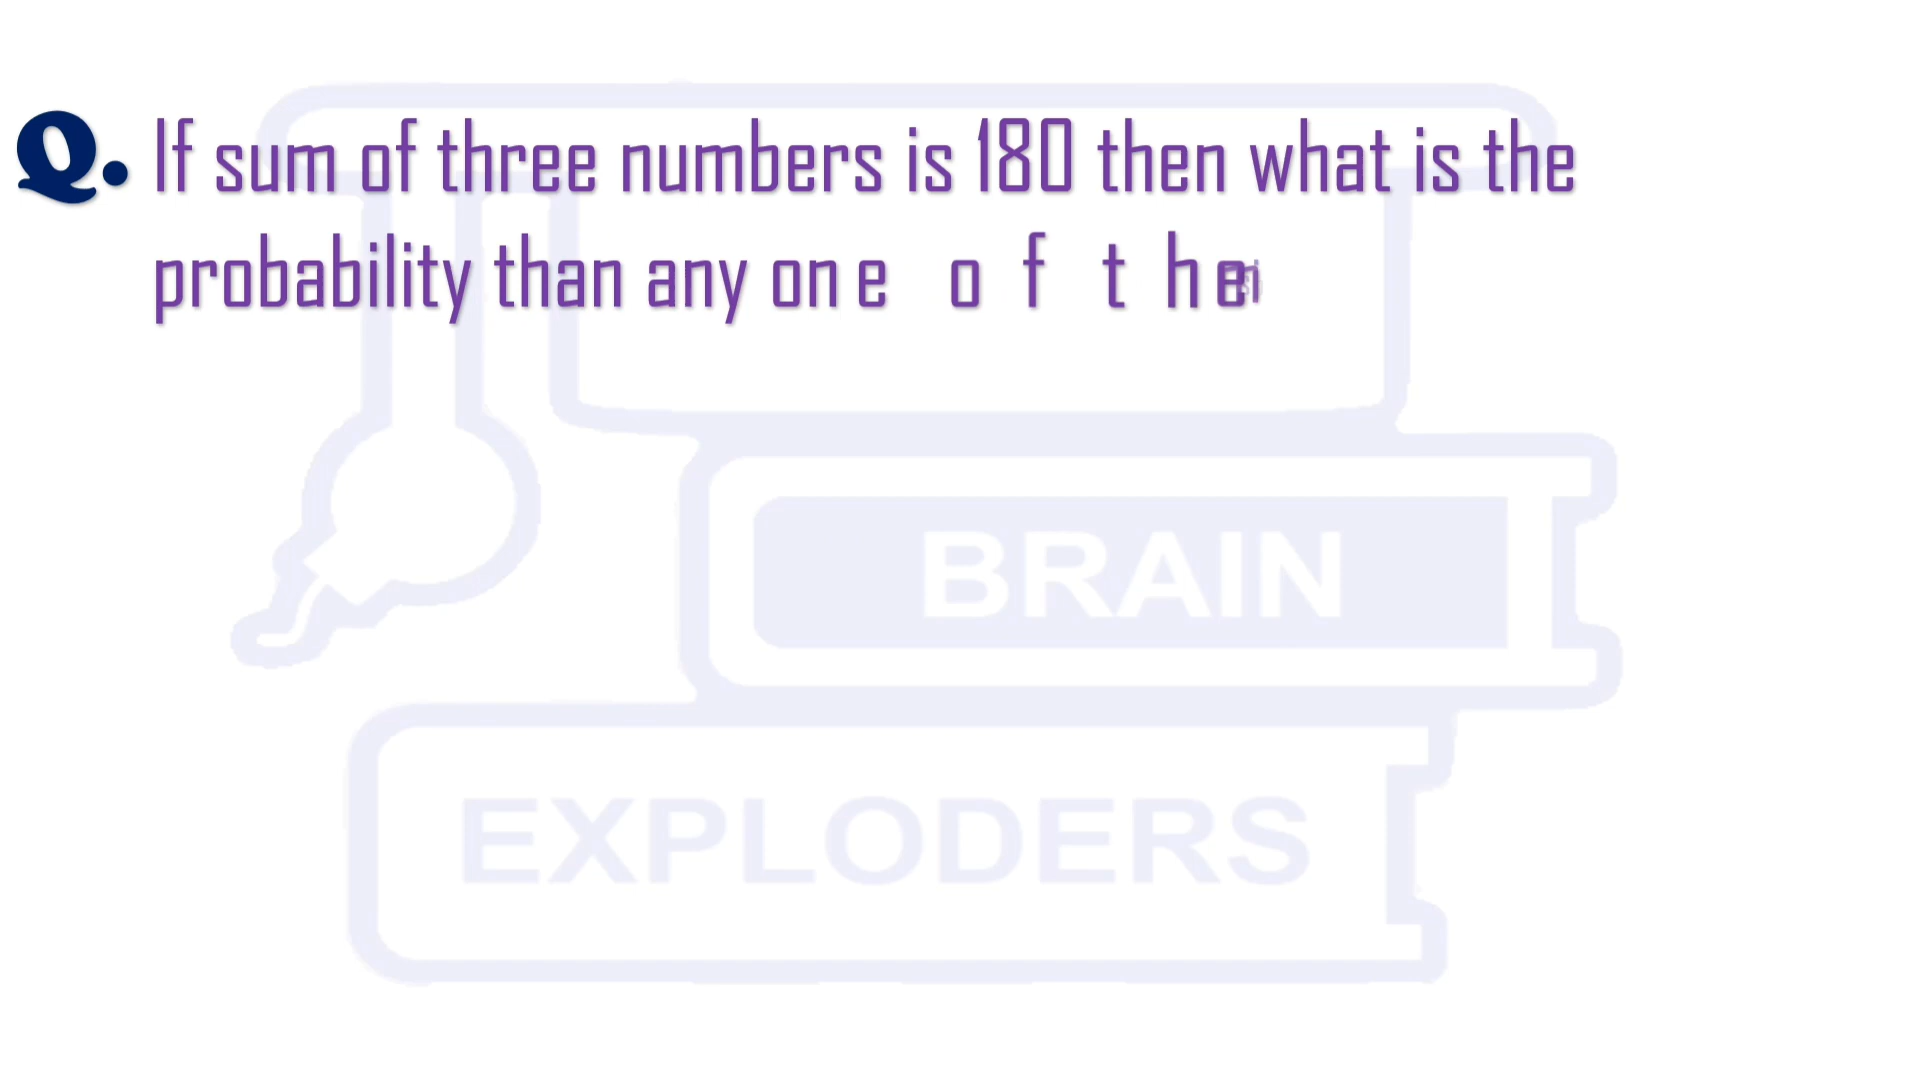 Q. If sum of three numbers is 180 then what is the
probability than any one of the
BRAIN
EXPLODERS